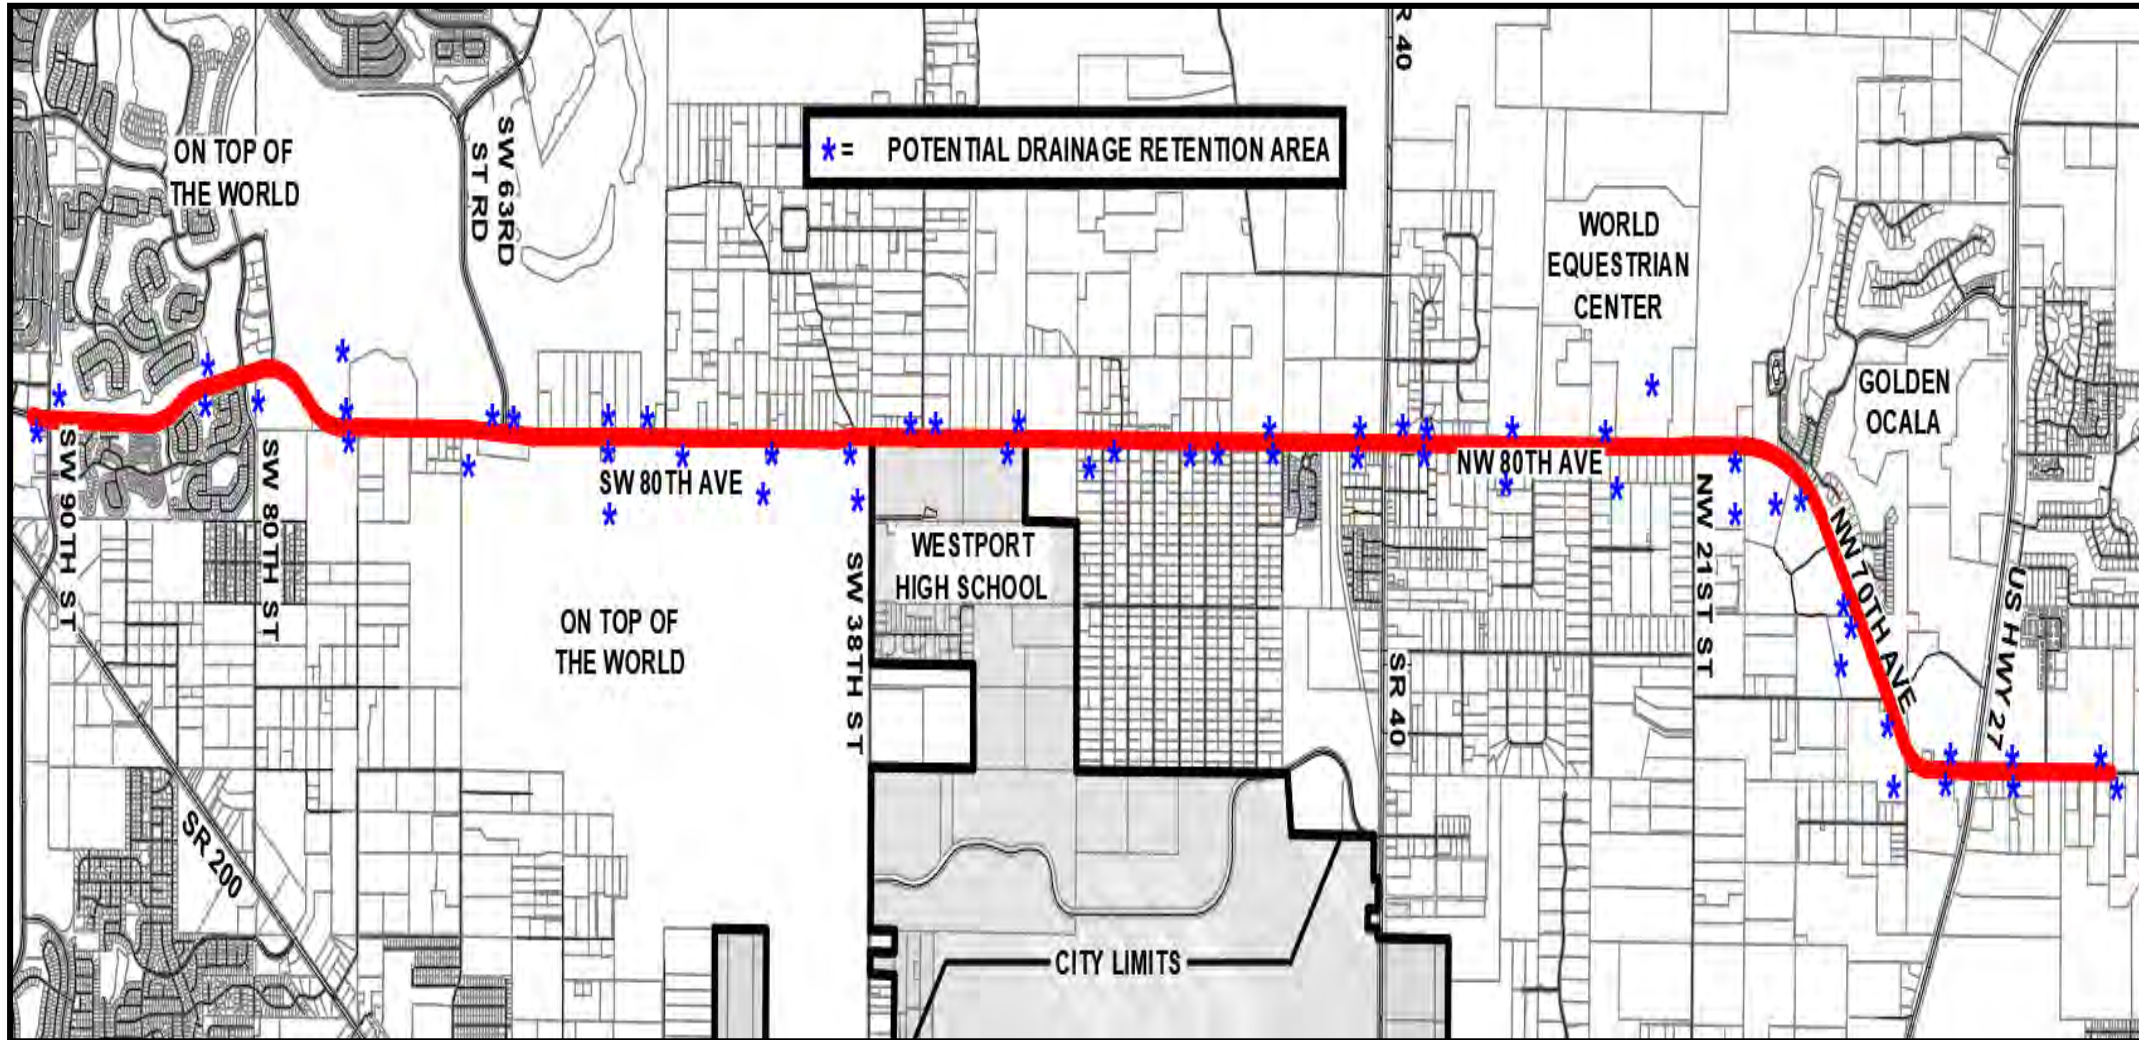 R 40
ON TOP OF
THE WORLD
SW 63RD
ST RD
*= POTENTIAL DRAINAGE RETENTION AREA
WORLD
EQUESTRIAN
CENTER
GOLDEN
OCALA
SW 90TH ST
SW 80TH ST
SW 80TH AVE
NW 80TH AVE
NW 21ST ST
NW 70TH AVE
US HWY 27
WESTPORT
HIGH SCHOOL
SW 38TH ST
ON TOP OF
THE WORLD
SR 40
SR 200
CITY LIMITS